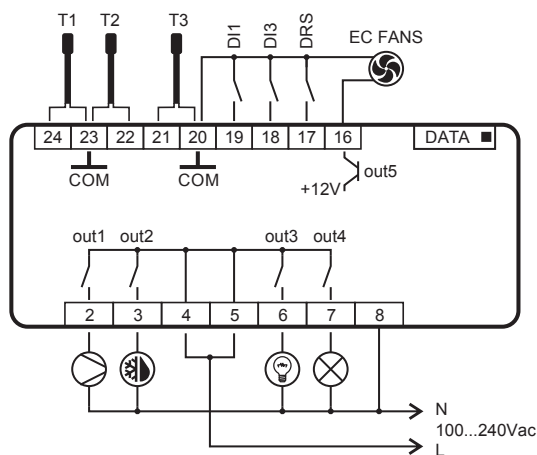 T1 T2 T3 DI1 DI3 DRS EC FANS
24 23 22 21 20 19 18 17 16 DATA
COM COM +12V out5
out1 out2 out3 out4
2 3 4 5 6 7 8
N
100...240Vac
L